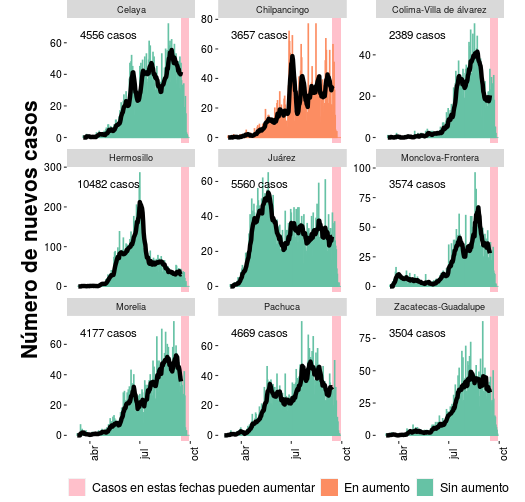 Celaya
Chilpancingo
Colima-Villa de álvarez
4556 casos
3657 casos
2389 casos
60
40
20
0
80
60
40
20
0
40
20
0
Hermosillo
Juárez
Monclova-Frontera
10482 casos
5560 casos
3574 casos
300
200
100
0
60
40
20
0
100
75
50
25
0
Morelia
Pachuca
Zacatecas-Guadalupe
4177 casos
4669 casos
3504 casos
60
40
20
0
60
40
20
0
75
50
25
0
abr
jul
oct
abr
jul
oct
abr
jul
oct
Número de nuevos casos
Casos en estas fechas pueden aumentar
En aumento
Sin aumento